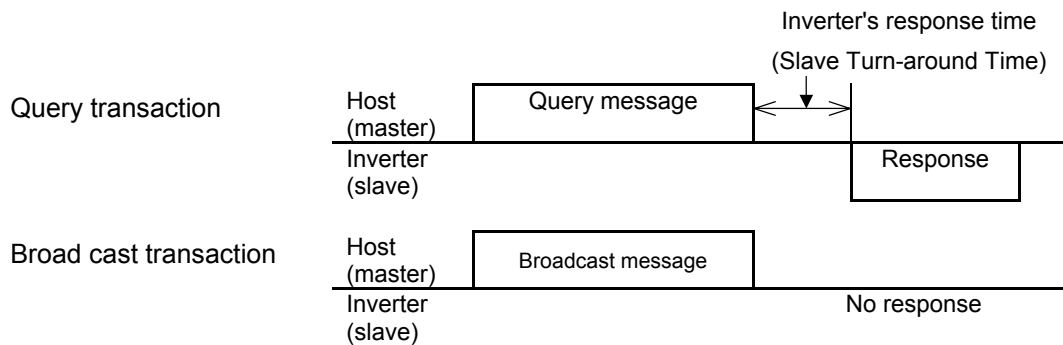 Inverter's response time
(Slave Turn-around Time)
Query transaction
Host
(master)
Query message
Inverter
(slave)
Response
Broad cast transaction
Host
(master)
Broadcast message
Inverter
(slave)
No response